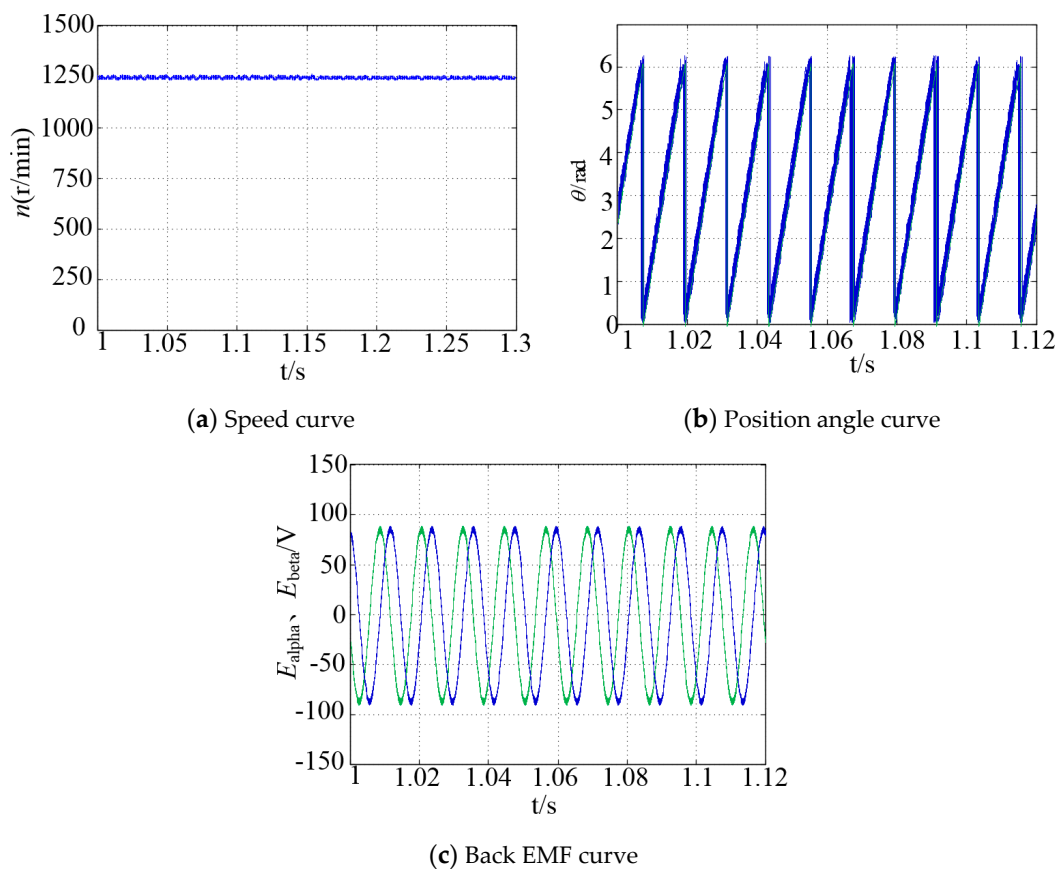 1500
1250
1000
750
500
250
0
n(r/min)
1 1.05 1.1 1.15 1.2 1.25 1.3
t/s
(a) Speed curve
6
5
4
3
2
1
0
θ/rad
1 1.02 1.04 1.06 1.08 1.1 1.12
t/s
(b) Position angle curve
150
100
50
0
-50
-100
-150
E_alpha、 E_beta/V
1 1.02 1.04 1.06 1.08 1.1 1.12
t/s
(c) Back EMF curve